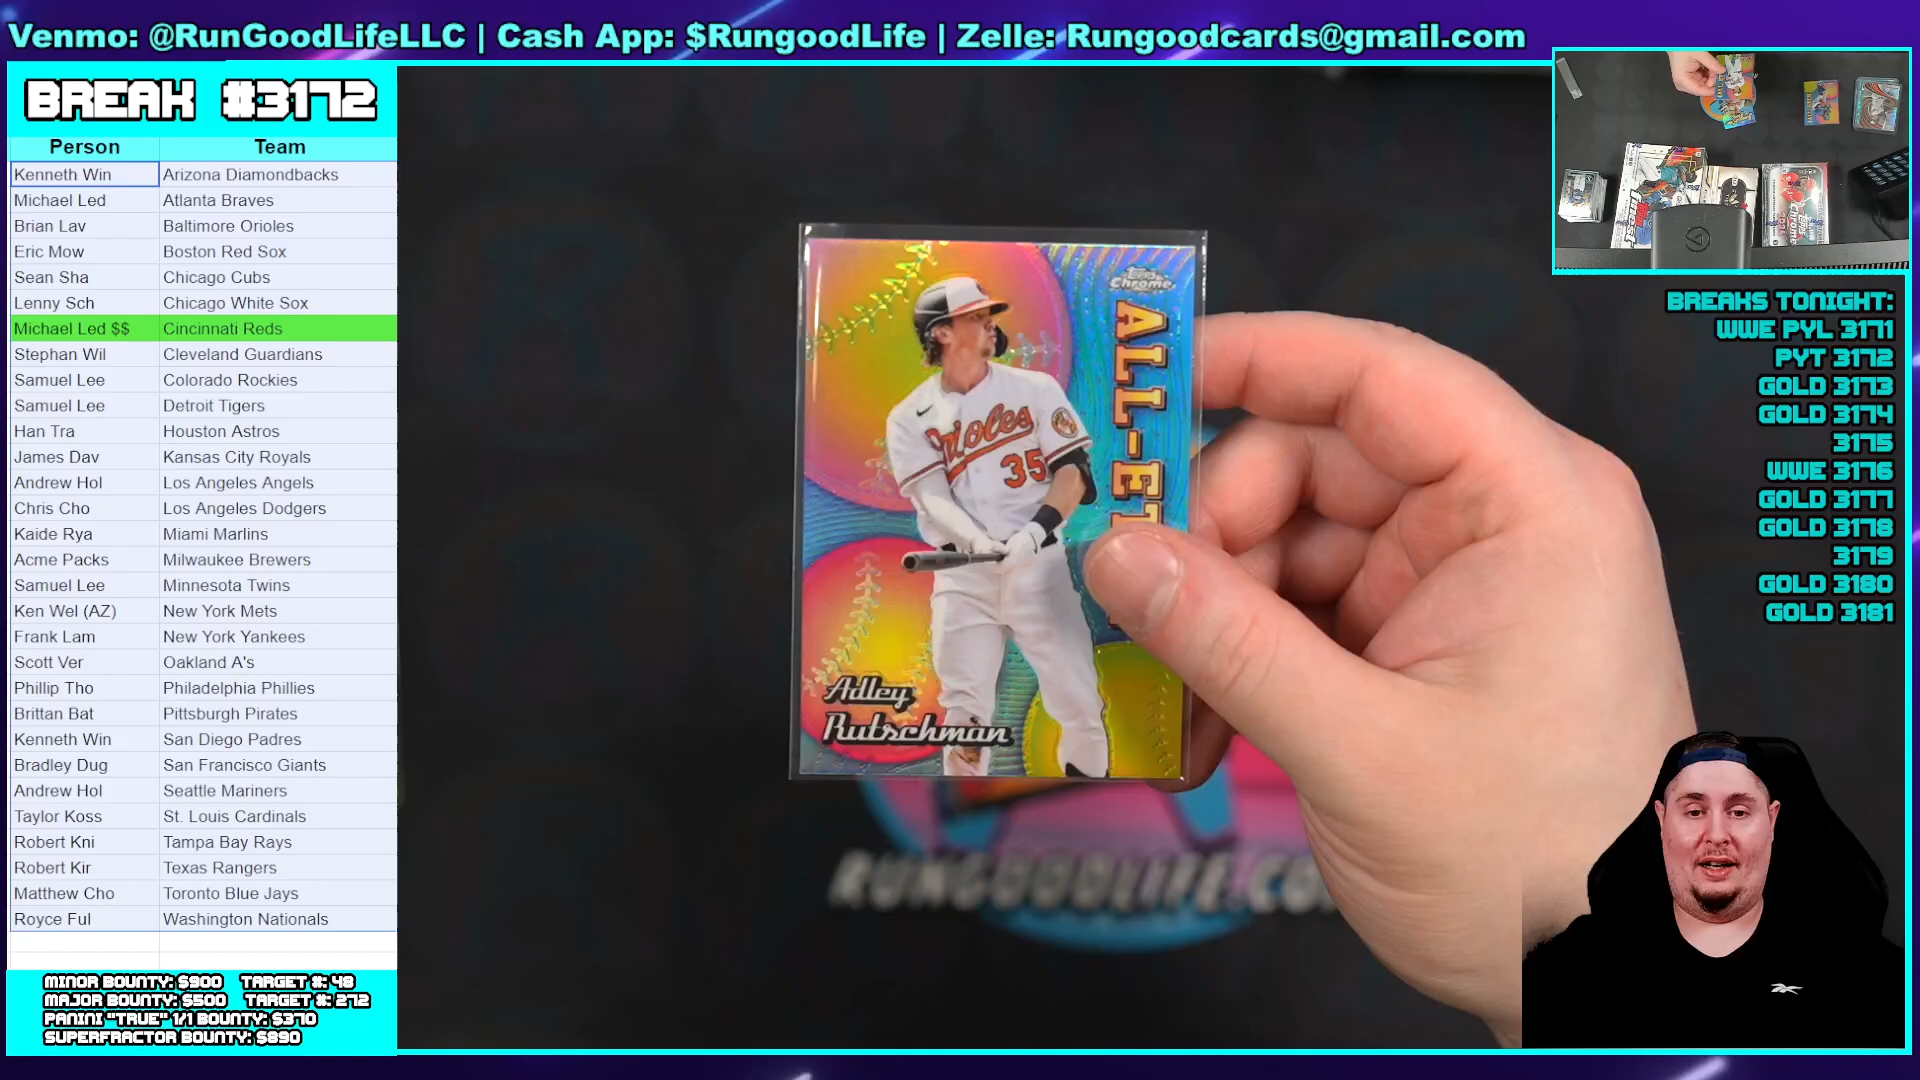 Venmo: @RunGoodLifeLLC | Cash App: $RungoodLife | Zelle: Rungoodcards@gmail.com
BREAK #3172
Person Team
Kenneth Win Arizona Diamondbacks
Michael Led Atlanta Braves
Brian Lav Baltimore Orioles
Eric Mow Boston Red Sox
Sean Sha Chicago Cubs
Lenny Sch Chicago White Sox
Michael Led $$ Cincinnati Reds
Stephan Wil Cleveland Guardians
Samuel Lee Colorado Rockies
Samuel Lee Detroit Tigers
Han Tra Houston Astros
James Dav Kansas City Royals
Andrew Hol Los Angeles Angels
Chris Cho Los Angeles Dodgers
Kaide Rya Miami Marlins
Acme Packs Milwaukee Brewers
Samuel Lee Minnesota Twins
Ken Wel (AZ) New York Mets
Frank Lam New York Yankees
Scott Ver Oakland A's
Phillip Tho Philadelphia Phillies
Brittan Bat Pittsburgh Pirates
Kenneth Win San Diego Padres
Bradley Dug San Francisco Giants
Andrew Hol Seattle Mariners
Taylor Koss St. Louis Cardinals
Robert Kni Tampa Bay Rays
Robert Kir Texas Rangers
Matthew Cho Toronto Blue Jays
Royce Ful Washington Nationals
MINOR BOUNTY: $900 TARGET #: 48
MAJOR BOUNTY: $500 TARGET #: 272
PANINI "TRUE" 1/1 BOUNTY: $370
SUPERFRACTOR BOUNTY: $890
Topps
Chrome
ALL-ET
Orioles
35
Adley
Rutschman
RUNGOODLIFE.CO
BREAKS TONIGHT:
WWE PYL 3171
PYT 3172
GOLD 3173
GOLD 3174
3175
WWE 3176
GOLD 3177
GOLD 3178
3179
GOLD 3180
GOLD 3181